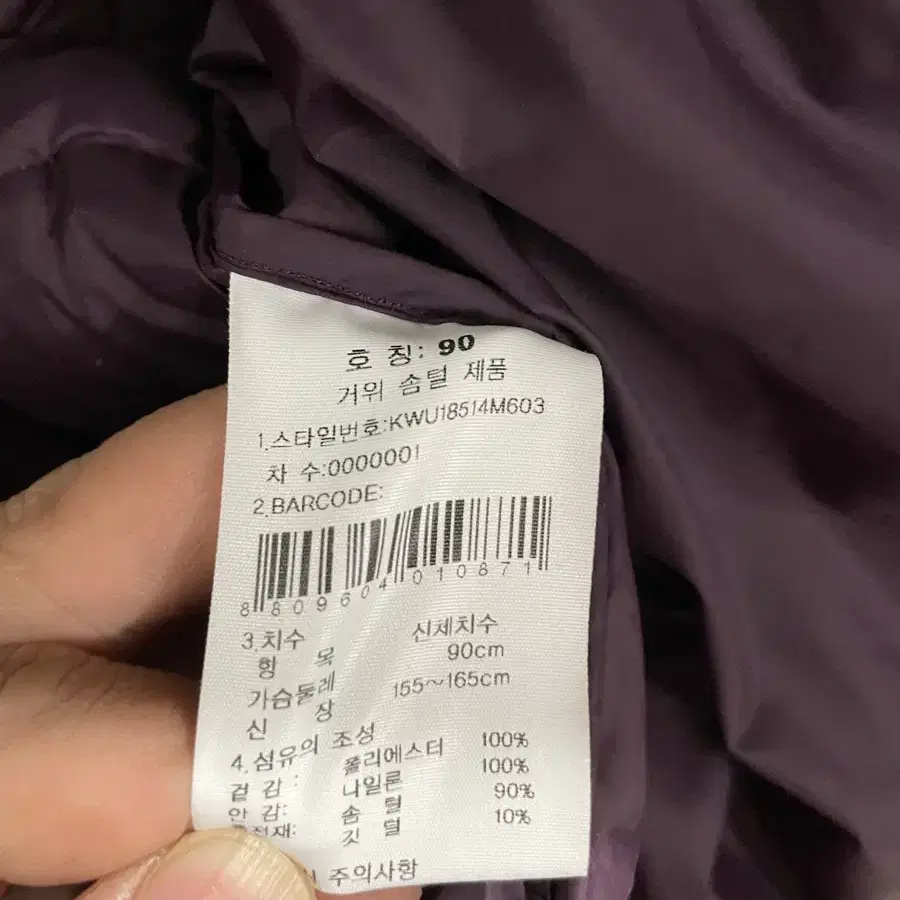 호 칭: 90
거위 솜털 제품
1.스타일번호:KWU18514M603
차 수:0000001
2.BARCODE:
8 809604 010871
3.치수
항 목 신체치수
가슴둘레 90cm
신 장 155~165cm
4.섬유의 조성
겉 감: 폴리에스터 100%
안 감: 나일론 100%
솜 털 90%
깃 털 10%
주의사항